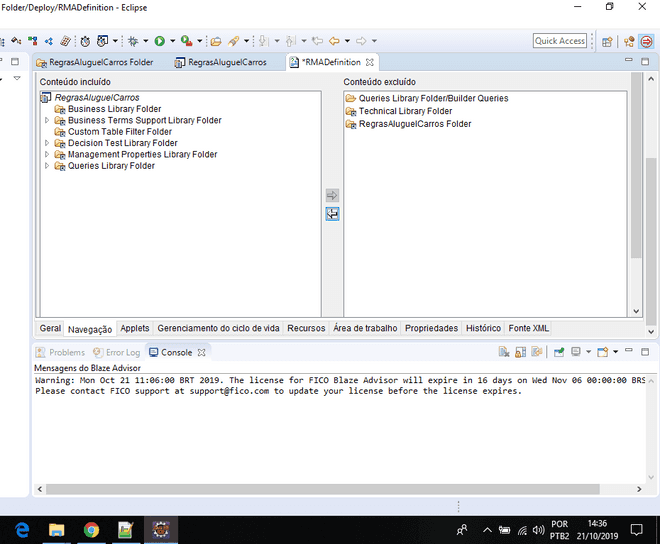 Folder/Deploy/RMADefinition - Eclipse
Quick Access
RegrasAluguelCarros Folder
RegrasAluguelCarros
*RMADefinition
Conteúdo incluído
Conteúdo excluído
RegrasAluguelCarros
Business Library Folder
Business Terms Support Library Folder
Custom Table Filter Folder
Decision Test Library Folder
Management Properties Library Folder
Queries Library Folder
Queries Library Folder/Builder Queries
Technical Library Folder
RegrasAluguelCarros Folder
Geral Navegação Applets Gerenciamento do ciclo de vida Recursos Área de trabalho Propriedades Histórico Fonte XML
Problems Error Log Console
Mensagens do Blaze Advisor
Warning: Mon Oct 21 11:06:00 BRT 2019. The license for FICO Blaze Advisor will expire in 16 days on Wed Nov 06 00:00:00 BRS
Please contact FICO support at support@fico.com to update your license before the license expires.
POR
PTB2
14:36
21/10/2019